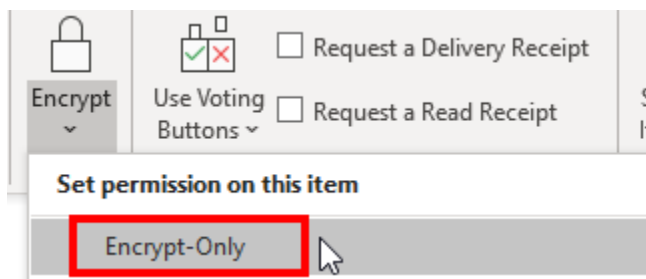 Encrypt
Use Voting
Buttons
Request a Delivery Receipt
Request a Read Receipt
Set permission on this item
Encrypt-Only